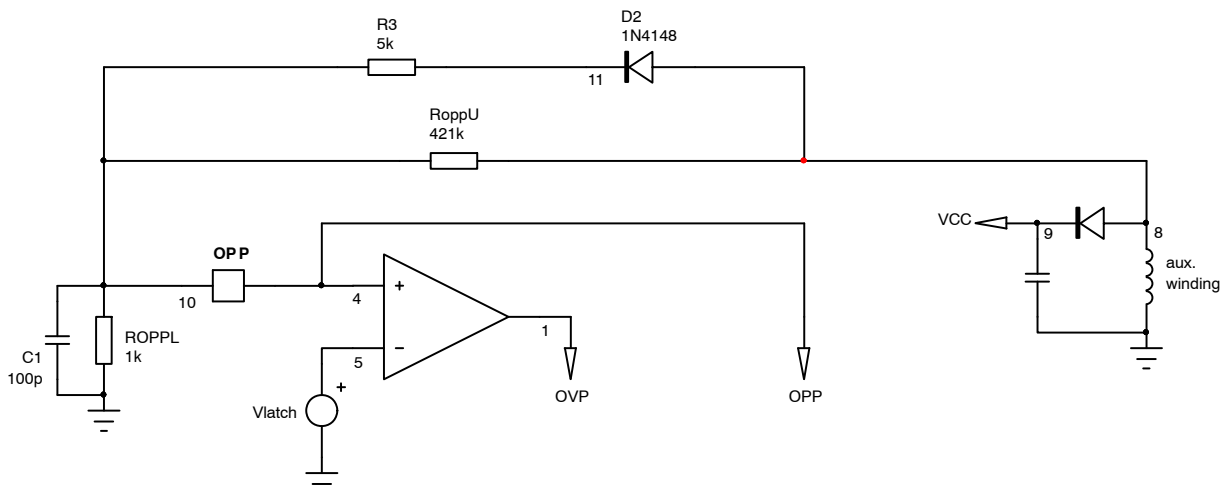 D2
1N4148
R3
5k
11
RoppU
421k
VCC
9
8
aux.
winding
OPP
10
4
+
ROPPL
1k
C1
100p
5
−
1
+
Vlatch
OVP
OPP